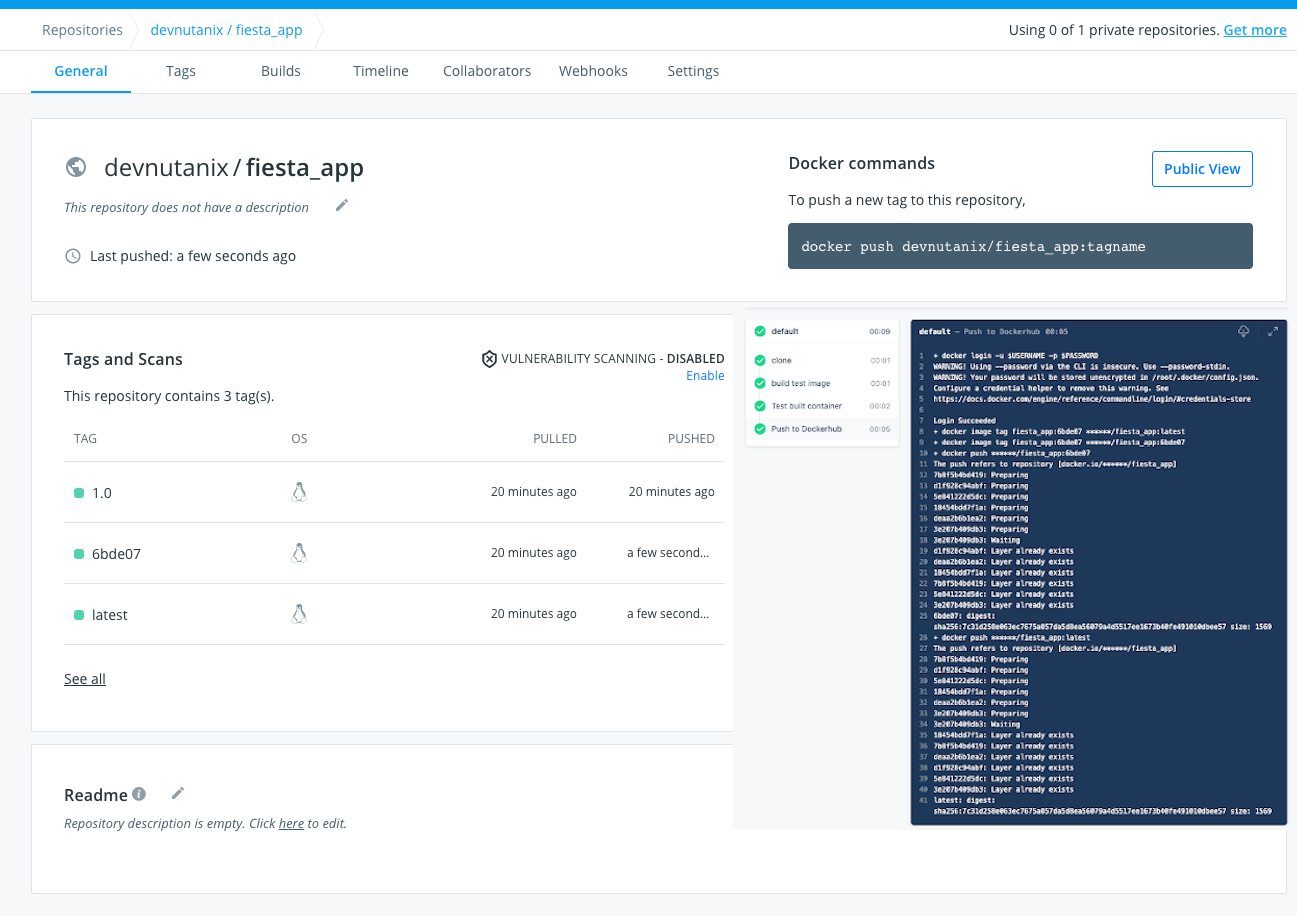 Repositories devnutanix / fiesta_app Using 0 of 1 private repositories. Get more
General Tags Builds Timeline Collaborators Webhooks Settings
devnutanix / fiesta_app
This repository does not have a description
Last pushed: a few seconds ago
Docker commands
Public View
To push a new tag to this repository,
docker push devnutanix/fiesta_app:tagname
Tags and Scans
VULNERABILITY SCANNING - DISABLED
Enable
This repository contains 3 tag(s).
TAG OS PULLED PUSHED
1.0 20 minutes ago 20 minutes ago
6bde07 20 minutes ago a few second...
latest 20 minutes ago a few second...
See all
Readme
Repository description is empty. Click here to edit.
default 00:09
clone 00:01
build test image 00:01
Test built container 00:02
Push to Dockerhub 00:05
default — Push to Dockerhub 00:05
1 + docker login -u $USERNAME -p $PASSWORD
2 WARNING! Using --password via the CLI is insecure. Use --password-stdin.
3 WARNING! Your password will be stored unencrypted in /root/.docker/config.json.
4 Configure a credential helper to remove this warning. See
5 https://docs.docker.com/engine/reference/commandline/login/#credentials-store
6
7 Login Succeeded
8 + docker image tag fiesta_app:6bde07 ******/fiesta_app:latest
9 + docker image tag fiesta_app:6bde07 ******/fiesta_app:6bde07
10 + docker push ******/fiesta_app:6bde07
11 The push refers to repository [docker.io/******/fiesta_app]
12 7b8f5b4bd419: Preparing
13 d1f928c94abf: Preparing
14 5e841222d5dc: Preparing
15 18454bdd7f1a: Preparing
16 deaa2b6b1ea2: Preparing
17 3e207b409db3: Preparing
18 3e207b409db3: Waiting
19 d1f928c94abf: Layer already exists
20 deaa2b6b1ea2: Layer already exists
21 18454bdd7f1a: Layer already exists
22 7b8f5b4bd419: Layer already exists
23 5e841222d5dc: Layer already exists
24 3e207b409db3: Layer already exists
25 6bde07: digest:
sha256:7c31d258e063ec7675a057da5d8ea56079a4d5517ee1673b40fe491010dbee57 size: 1569
26 + docker push ******/fiesta_app:latest
27 The push refers to repository [docker.io/******/fiesta_app]
28 7b8f5b4bd419: Preparing
29 d1f928c94abf: Preparing
30 5e841222d5dc: Preparing
31 18454bdd7f1a: Preparing
32 deaa2b6b1ea2: Preparing
33 3e207b409db3: Preparing
34 3e207b409db3: Waiting
35 18454bdd7f1a: Layer already exists
36 7b8f5b4bd419: Layer already exists
37 deaa2b6b1ea2: Layer already exists
38 d1f928c94abf: Layer already exists
39 5e841222d5dc: Layer already exists
40 3e207b409db3: Layer already exists
41 latest: digest:
sha256:7c31d258e063ec7675a057da5d8ea56079a4d5517ee1673b40fe491010dbee57 size: 1569